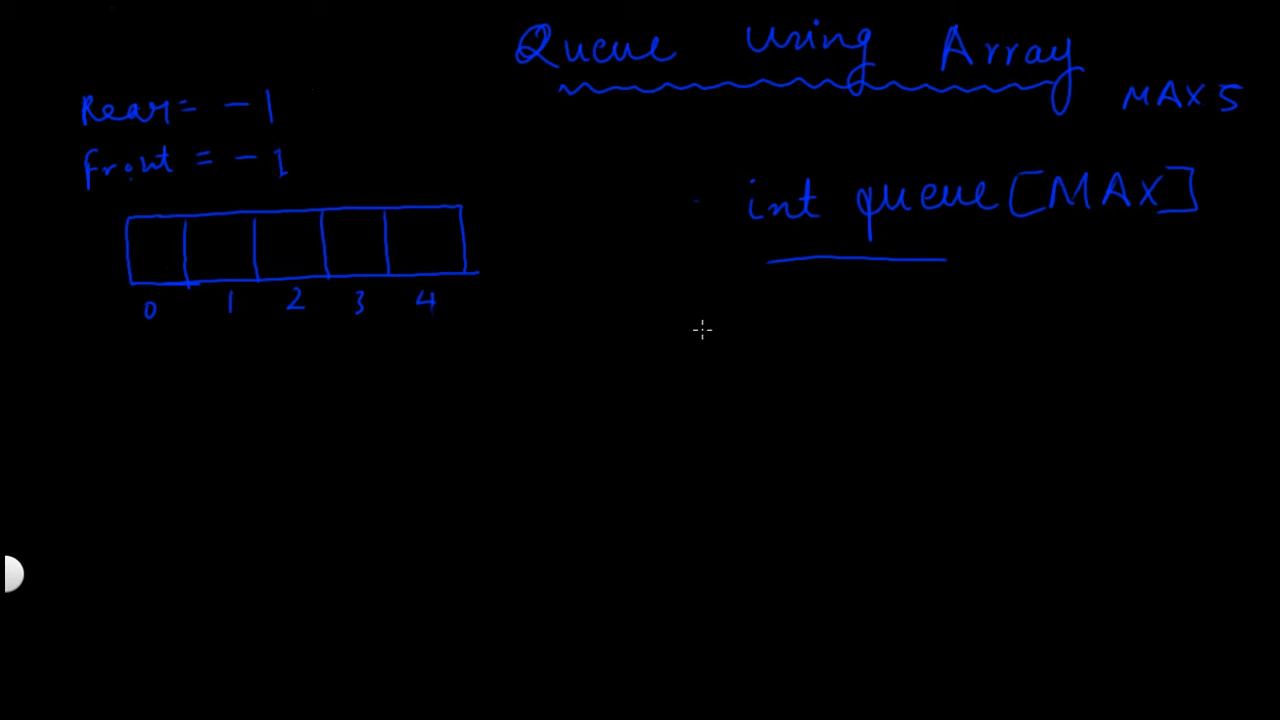 Queue Using Array
MAX 5
Rear = -1
Front = -1
int queue[MAX]
0 1 2 3 4